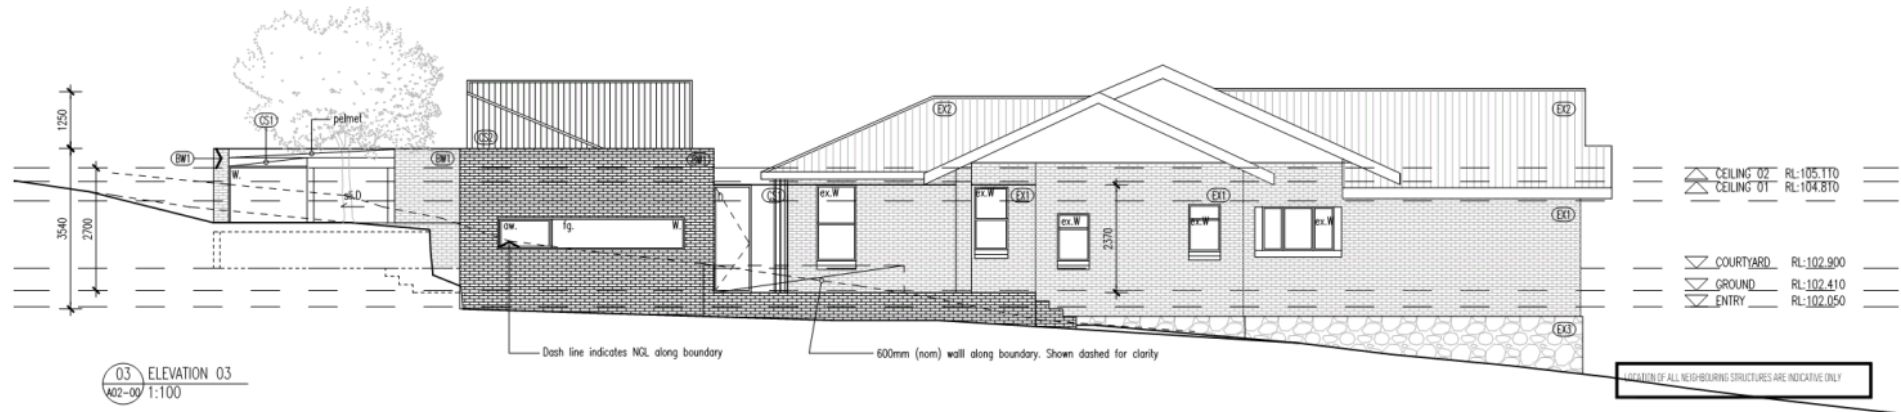 1250
3540
2700
BW1
CS1
pelmet
W.
sl.D
BW1
CS2
BW1
aw.
fg.
W.
CS1
h.
ex.W
EX2
ex.W
EX1
ex.W
2370
EX1
ex.W
ex.W
EX2
EX1
EX3
CEILING 02 RL:105.110
CEILING 01 RL:104.810
COURTYARD RL:102.900
GROUND RL:102.410
ENTRY RL:102.050
Dash line indicates NGL along boundary
600mm (nom) walll along boundary. Shown dashed for clarity
03 ELEVATION 03
A02-00 1:100
LOCATION OF ALL NEIGHBOURING STRUCTURES ARE INDICATIVE ONLY